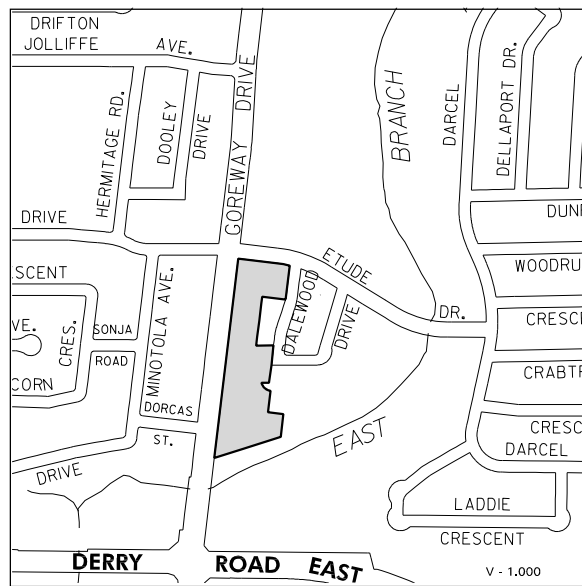 DRIFTON
JOLLIFFE AVE.
HERMITAGE RD.
DOOLEY
DRIVE
GOREWAY DRIVE
BRANCH
DARCEL
DELLAPORT DR.
DRIVE
DUN
SCENT
MINOTOLA AVE.
ETUDE
DR.
WOODRU
VE.
CRES.
SONJA
ROAD
DALEWOOD
DRIVE
CRESC
CORN
DORCAS
ST.
CRABTR
EAST
CRESC
DARCEL
DRIVE
LADDIE
CRESCENT
DERRY ROAD EAST
V - 1.000